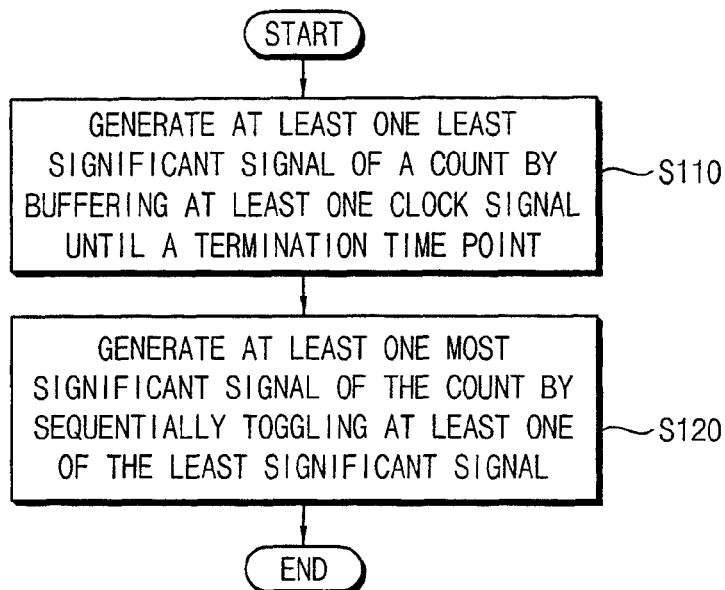 START
GENERATE AT LEAST ONE LEAST
SIGNIFICANT SIGNAL OF A COUNT BY
BUFFERING AT LEAST ONE CLOCK SIGNAL
UNTIL A TERMINATION TIME POINT
S110
GENERATE AT LEAST ONE MOST
SIGNIFICANT SIGNAL OF THE COUNT BY
SEQUENTIALLY TOGGLING AT LEAST ONE
OF THE LEAST SIGNIFICANT SIGNAL
S120
END